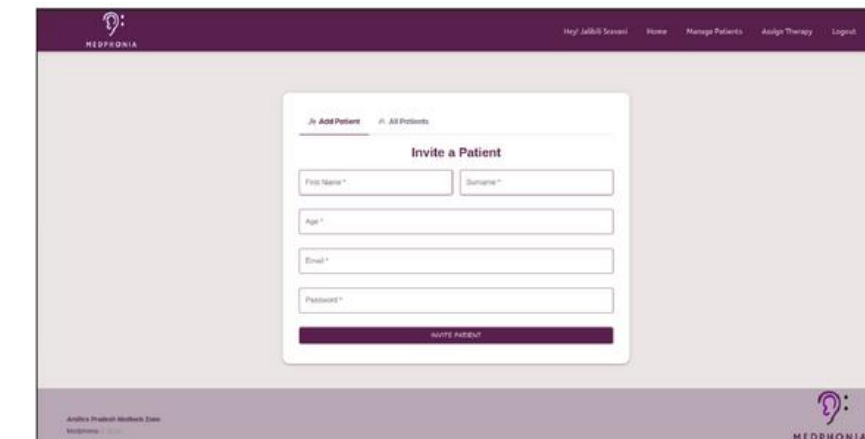 MEDPHONIA
Hey! Jalibili Sravani Home Manage Patients Assign Therapy Logout
Add Patient All Patients
Invite a Patient
First Name * Surname *
Age *
Email *
Password *
INVITE PATIENT
Andhra Pradesh Medtech Zone
Medphonia
MEDPHONIA